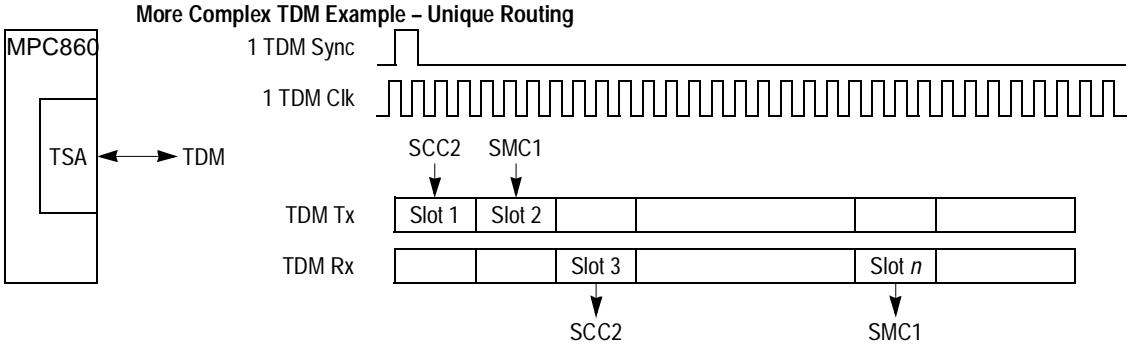 More Complex TDM Example – Unique Routing
MPC860
1 TDM Sync
1 TDM Clk
TSA
TDM
SCC2 SMC1
TDM Tx Slot 1 Slot 2
TDM Rx Slot 3 Slot n
SCC2 SMC1